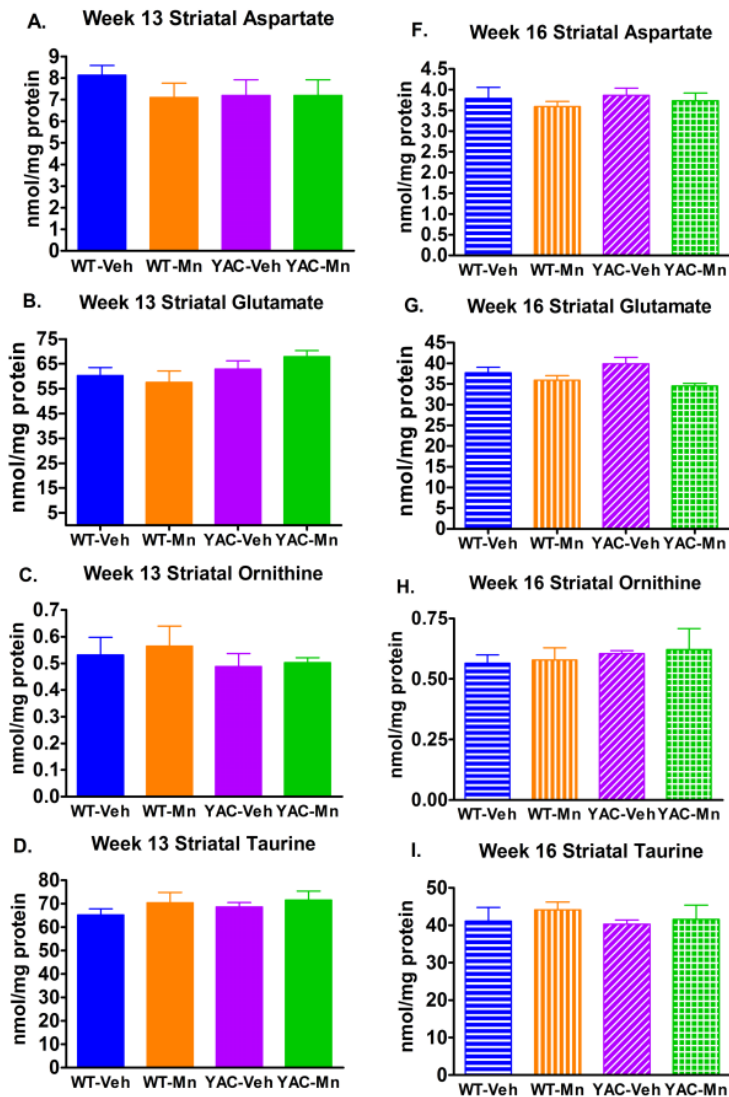 A.
Week 13 Striatal Aspartate
nmol/mg protein
9
8
7
6
5
4
3
2
1
0
WT-Veh WT-Mn YAC-Veh YAC-Mn
B.
Week 13 Striatal Glutamate
nmol/mg protein
75
65
55
45
35
25
15
5
WT-Veh WT-Mn YAC-Veh YAC-Mn
C.
Week 13 Striatal Ornithine
nmol/mg protein
0.7
0.6
0.5
0.4
0.3
0.2
0.1
0.0
WT-Veh WT-Mn YAC-Veh YAC-Mn
D.
Week 13 Striatal Taurine
nmol/mg protein
80
70
60
50
40
30
20
10
0
WT-Veh WT-Mn YAC-Veh YAC-Mn
F.
Week 16 Striatal Aspartate
nmol/mg protein
4.5
4.0
3.5
3.0
2.5
2.0
1.5
1.0
0.5
0.0
WT-Veh WT-Mn YAC-Veh YAC-Mn
G.
Week 16 Striatal Glutamate
nmol/mg protein
45
40
35
30
25
20
15
10
5
0
WT-Veh WT-Mn YAC-Veh YAC-Mn
H.
Week 16 Striatal Ornithine
nmol/mg protein
0.75
0.50
0.25
0.00
WT-Veh WT-Mn YAC-Veh YAC-Mn
I.
Week 16 Striatal Taurine
nmol/mg protein
50
40
30
20
10
0
WT-Veh WT-Mn YAC-Veh YAC-Mn